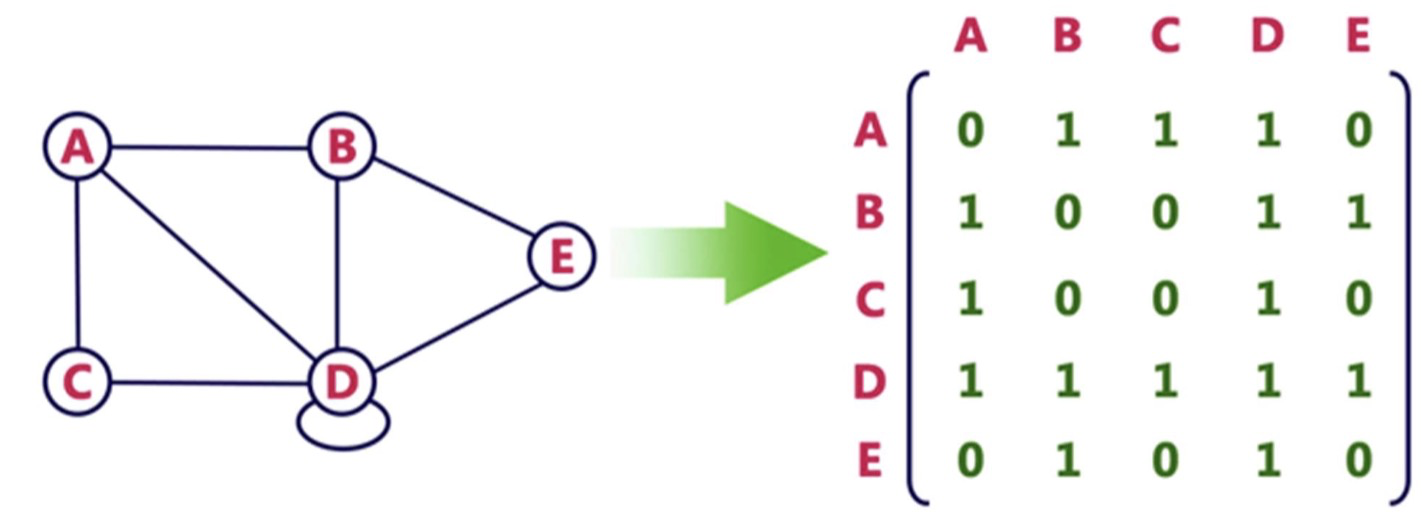 A B C D E
A 0 1 1 1 0
B 1 0 0 1 1
C 1 0 0 1 0
D 1 1 1 1 1
E 0 1 0 1 0
A B
E
C D